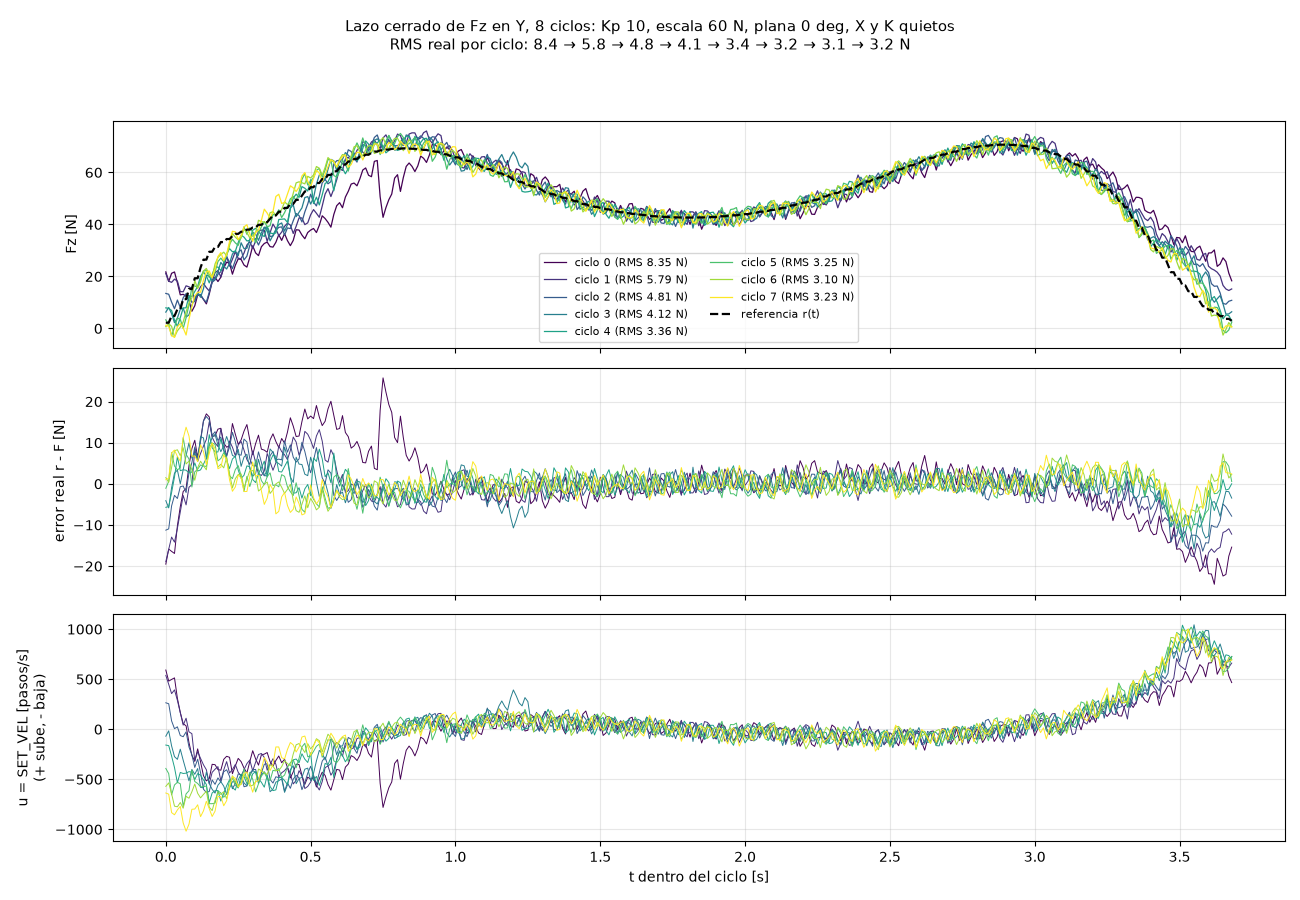 Lazo cerrado de Fz en Y, 8 ciclos: Kp 10, escala 60 N, plana 0 deg, X y K quietos
RMS real por ciclo: 8.4 → 5.8 → 4.8 → 4.1 → 3.4 → 3.2 → 3.1 → 3.2 N
Fz [N]
60
40
20
0
ciclo 0 (RMS 8.35 N)
ciclo 1 (RMS 5.79 N)
ciclo 2 (RMS 4.81 N)
ciclo 3 (RMS 4.12 N)
ciclo 4 (RMS 3.36 N)
ciclo 5 (RMS 3.25 N)
ciclo 6 (RMS 3.10 N)
ciclo 7 (RMS 3.23 N)
referencia r(t)
error real r - F [N]
20
10
0
−10
−20
u = SET_VEL [pasos/s]
(+ sube, - baja)
1000
500
0
−500
−1000
0.0
0.5
1.0
1.5
2.0
2.5
3.0
3.5
t dentro del ciclo [s]